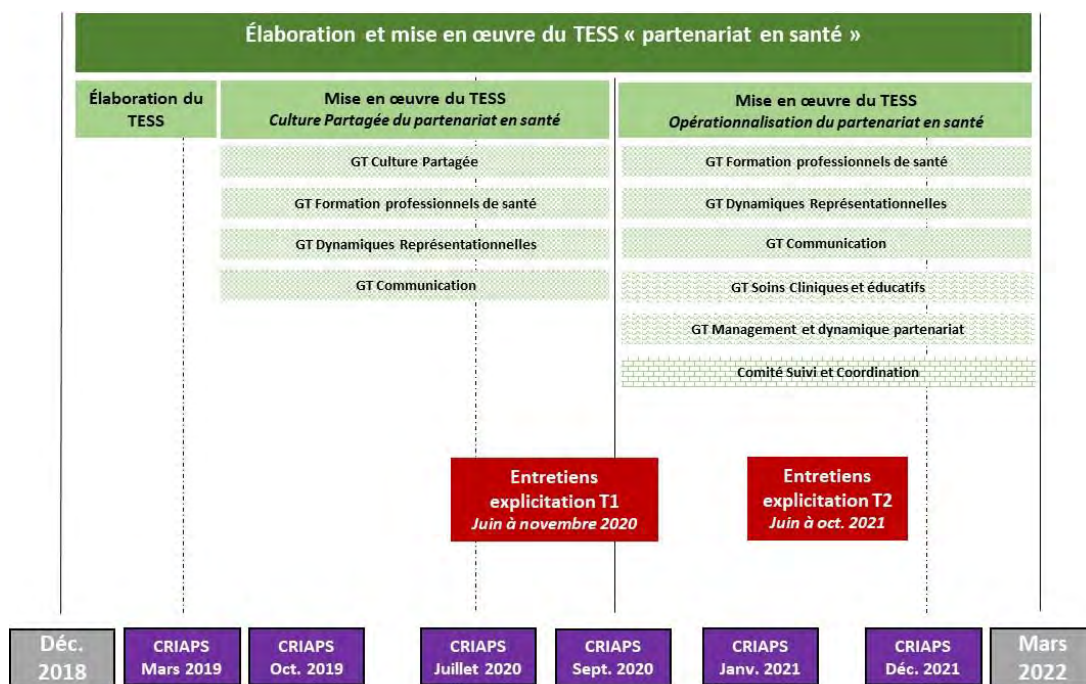 Élaboration et mise en œuvre du TESS « partenariat en santé »
Élaboration du
TESS
Mise en œuvre du TESS
Culture Partagée du partenariat en santé
Mise en œuvre du TESS
Opérationnalisation du partenariat en santé
GT Culture Partagée
GT Formation professionnels de santé
GT Dynamiques Représentationnelles
GT Communication
GT Formation professionnels de santé
GT Dynamiques Représentationnelles
GT Communication
GT Soins Cliniques et éducatifs
GT Management et dynamique partenariat
Comité Suivi et Coordination
Entretiens
explicitation T1
Juin à novembre 2020
Entretiens
explicitation T2
Juin à oct. 2021
Déc.
2018
CRIAPS
Mars 2019
CRIAPS
Oct. 2019
CRIAPS
Juillet 2020
CRIAPS
Sept. 2020
CRIAPS
Janv. 2021
CRIAPS
Déc. 2021
Mars
2022